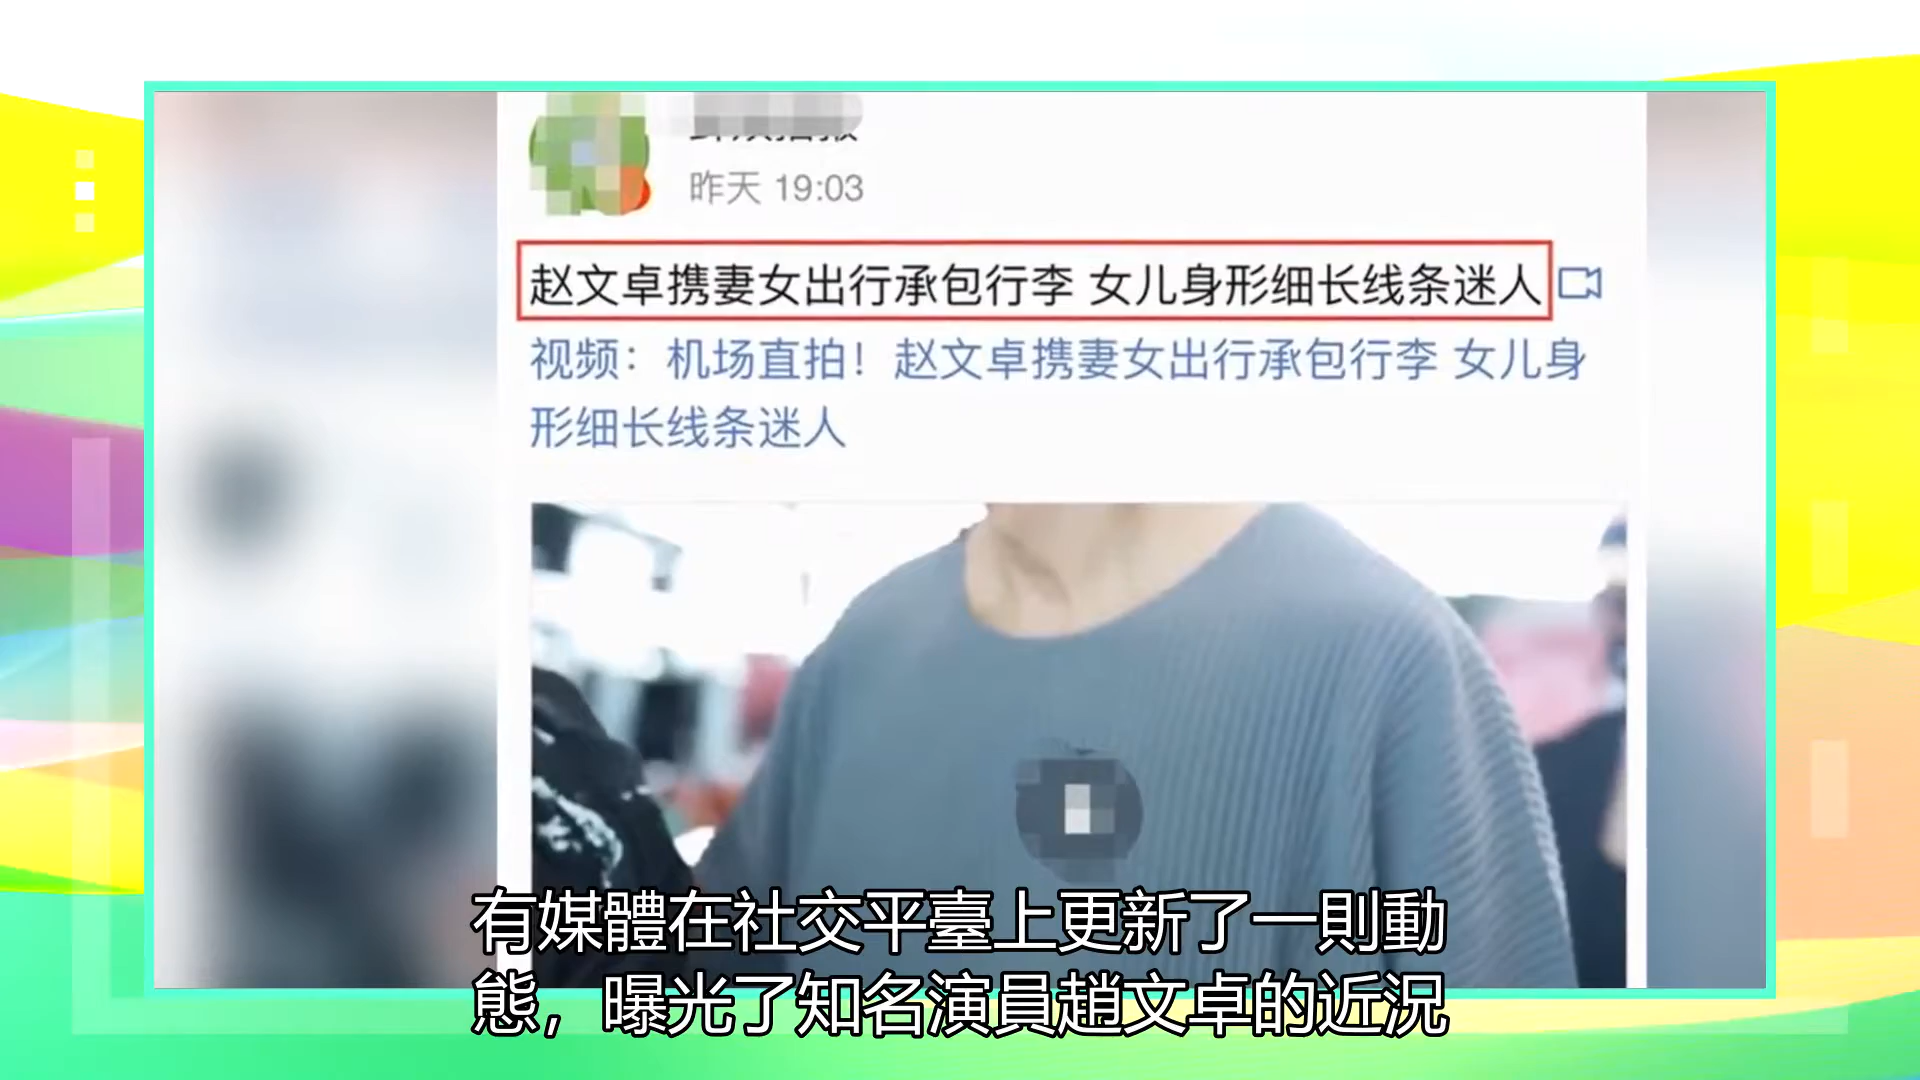 昨天 19:03
赵文卓携妻女出行承包行李 女儿身形细长线条迷人
视频：机场直拍！赵文卓携妻女出行承包行李 女儿身
形细长线条迷人
有媒體在社交平臺上更新了一則動
態，曝光了知名演員趙文卓的近況